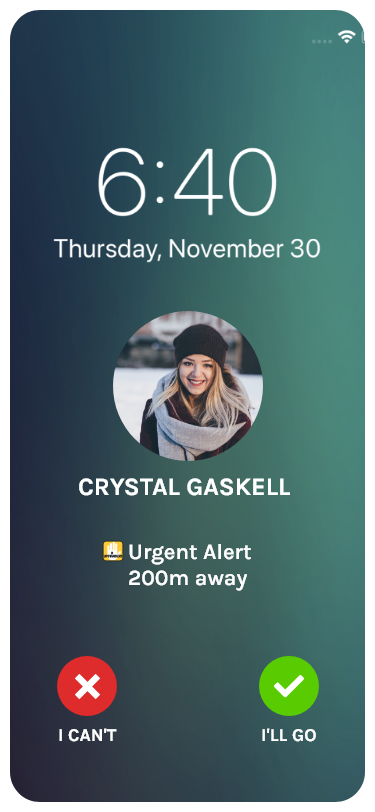 6:40
Thursday, November 30
CRYSTAL GASKELL
Urgent Alert
200m away
I CAN'T
I'LL GO